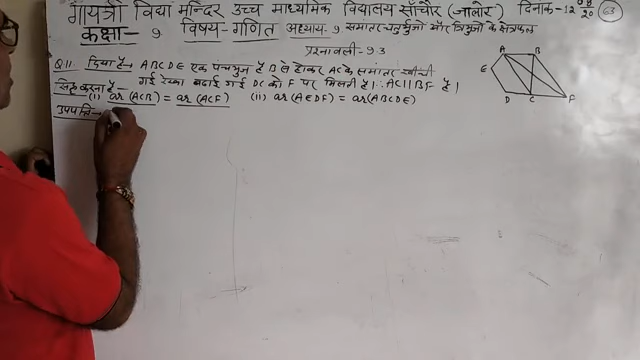 गायत्री विद्या मन्दिर उच्च माध्यमिक विद्यालय साँचौर (जालोर) दिनांक-12 08/20 63
कक्षा- 9 विषय-गणित अध्याय-9 समान्तर चतुर्भुजो और त्रिभुजो के क्षेत्रफल
प्रश्नावली-9.3
Q.11 दिया है→ ABCDE एक पंचभुज है B से होकर AC के समांतर खींची
गई रेखा बढाई गई DC को F पर मिलती है। ∴ AC||BF है।
सिद्ध करना है-
(i) ar(ACB) = ar(ACF) (ii) ar(AEDF) = ar(ABCDE)
उपपत्ति-
A B
E
D C F